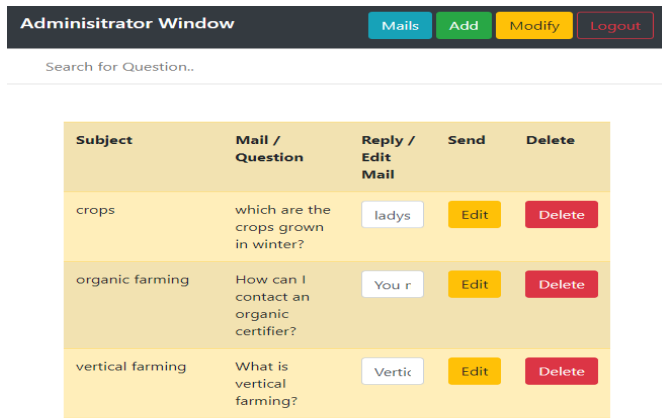 Adminisitrator Window Mails Add Modify Logout
Search for Question..
Subject Mail / Reply / Send Delete
Question Edit
Mail
crops which are the ladys Edit Delete
crops grown
in winter?
organic farming How can I You r Edit Delete
contact an
organic
certifier?
vertical farming What is Vertic Edit Delete
vertical
farming?